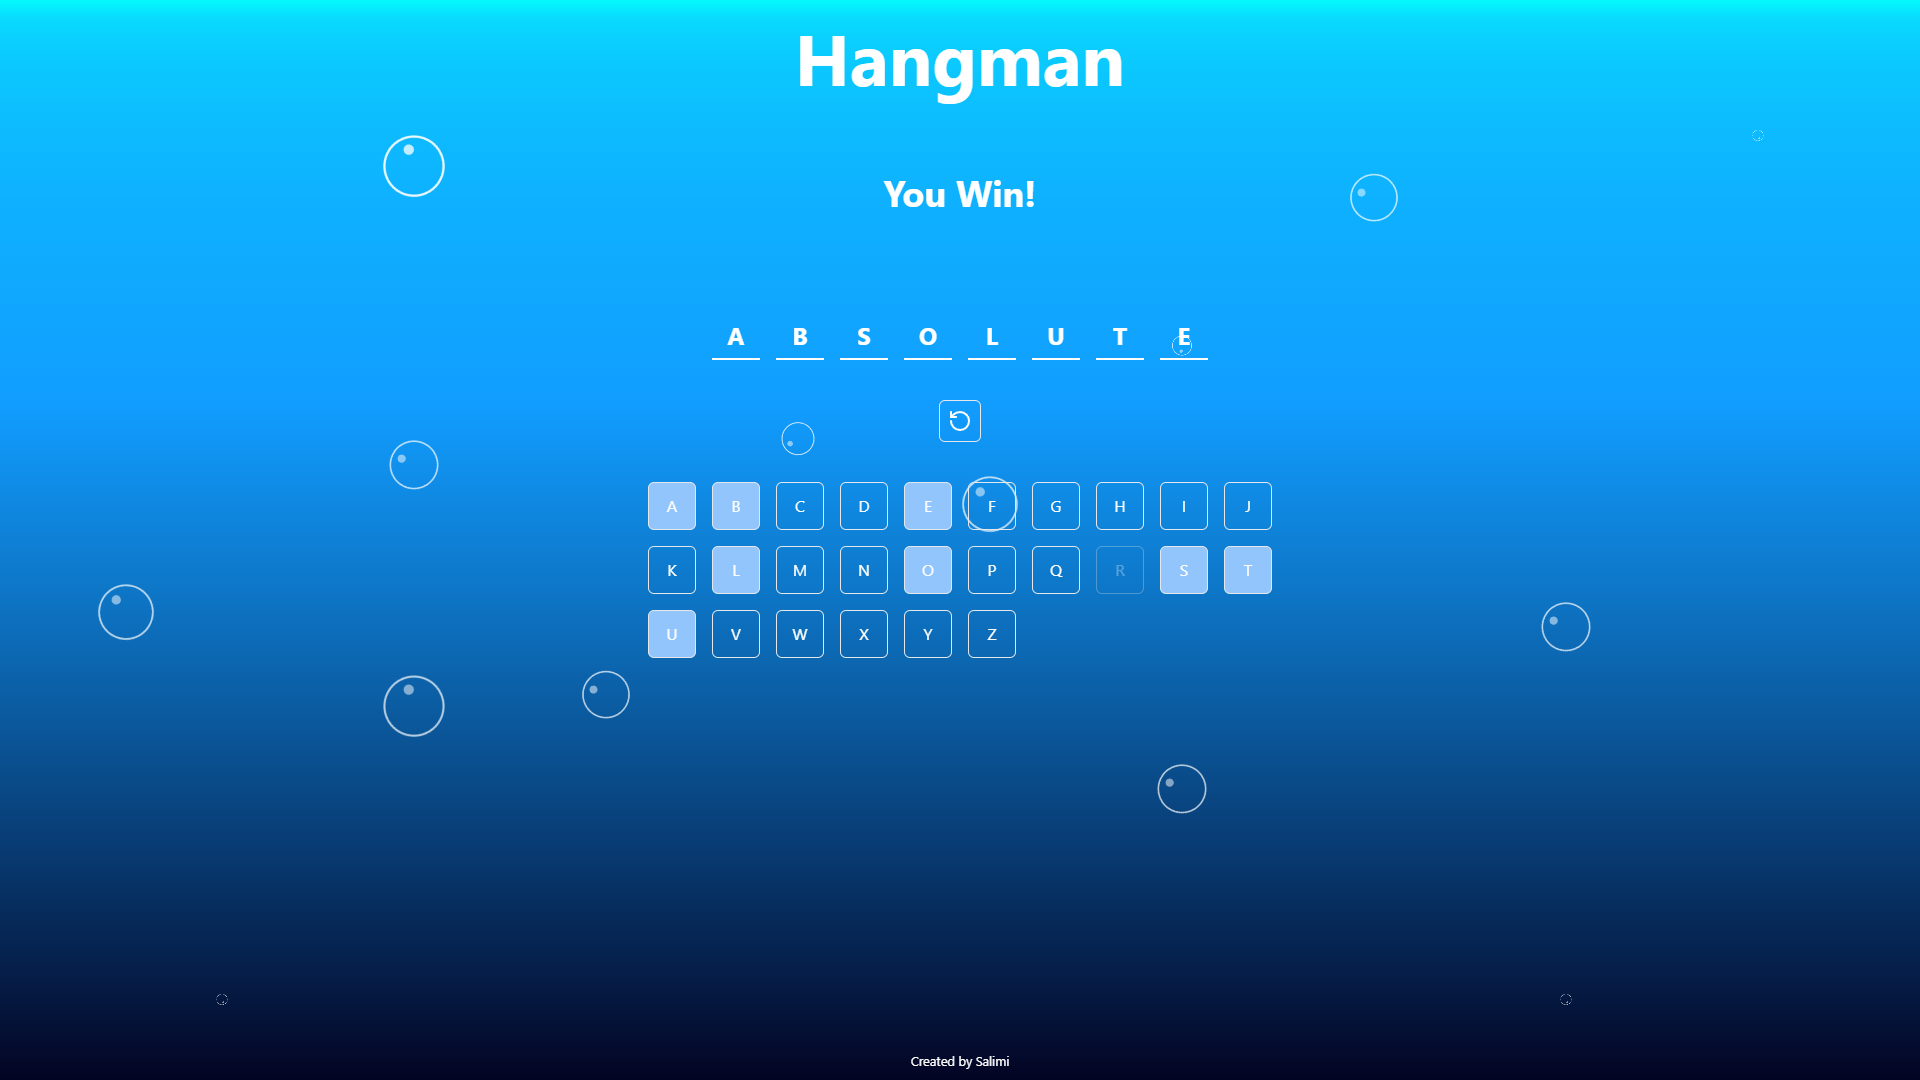 Hangman
You Win!
A B S O L U T E
A B C D E F G H I J
K L M N O P Q R S T
U V W X Y Z
Created by Salimi